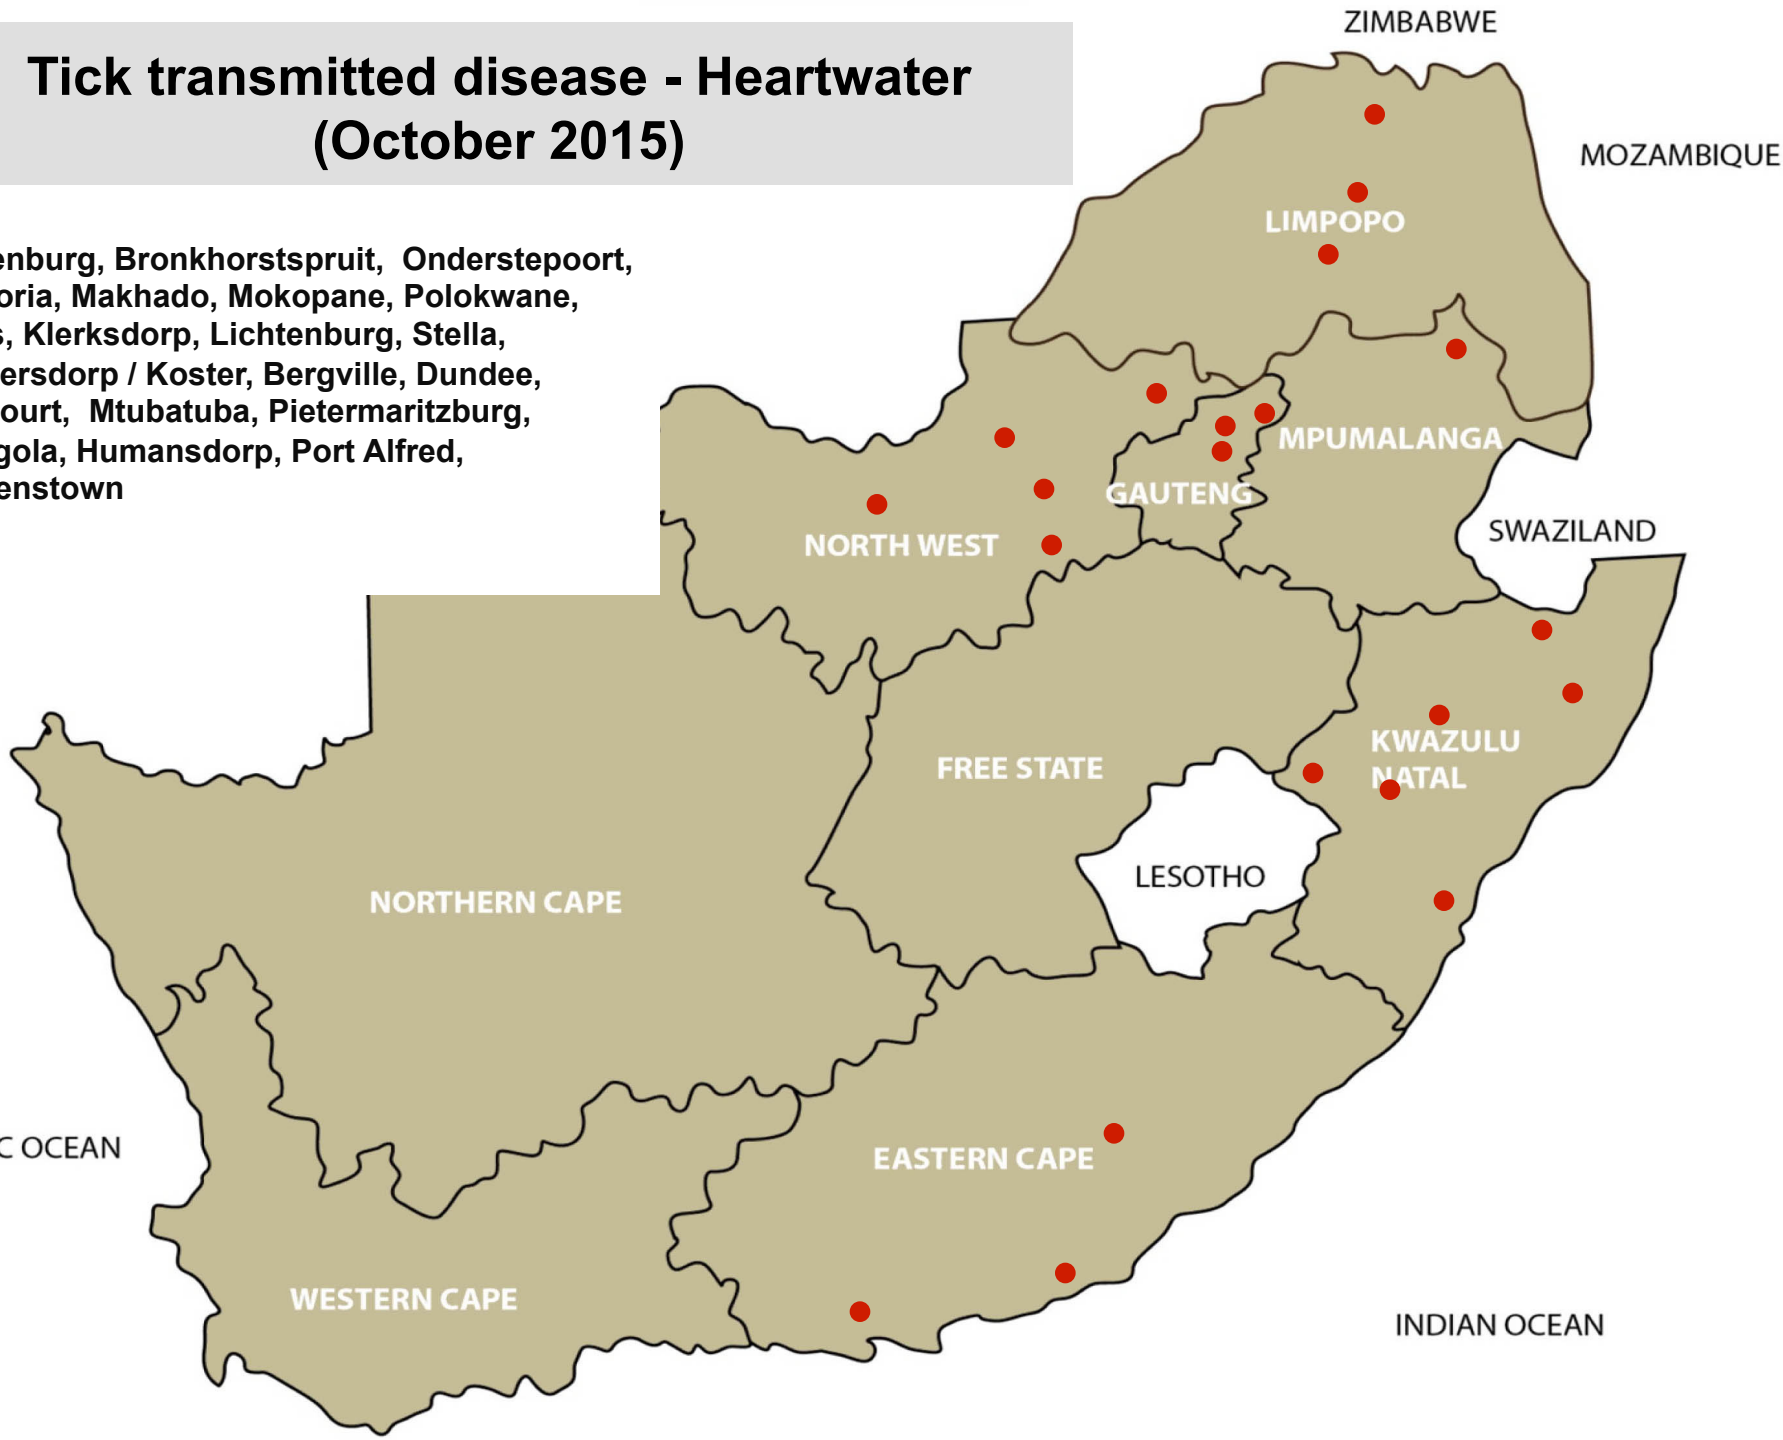 Tick transmitted disease - Heartwater
(October 2015)
ZIMBABWE
MOZAMBIQUE
enburg, Bronkhorstspruit, Onderstepoort,
oria, Makhado, Mokopane, Polokwane,
s, Klerksdorp, Lichtenburg, Stella,
ersdorp / Koster, Bergville, Dundee,
court, Mtubatuba, Pietermaritzburg,
gola, Humansdorp, Port Alfred,
enstown
LIMPOPO
MPUMALANGA
GAUTENG
SWAZILAND
NORTH WEST
KWAZULU
NATAL
FREE STATE
LESOTHO
NORTHERN CAPE
C OCEAN
EASTERN CAPE
WESTERN CAPE
INDIAN OCEAN